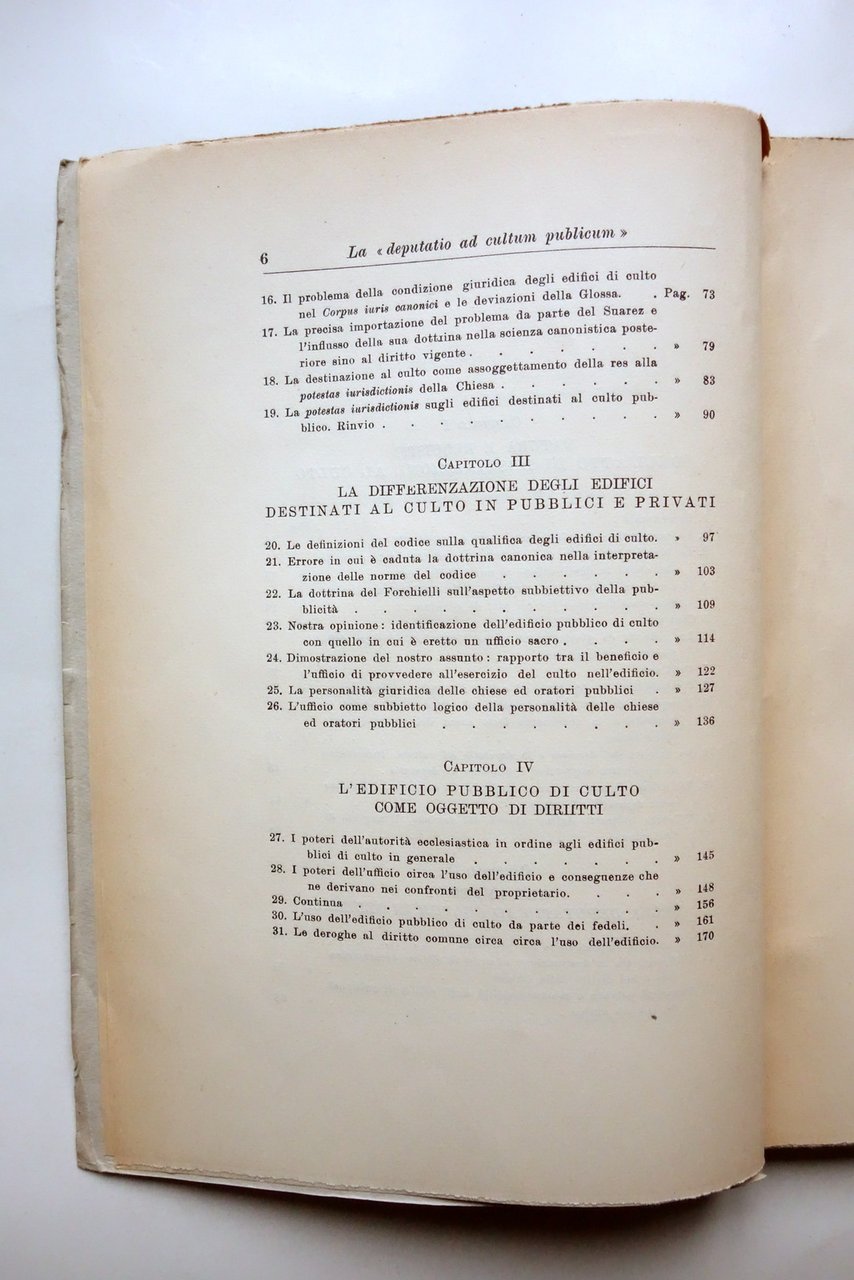 6 La « deputatio ad cultum publicum »
16. Il problema della condizione giuridica degli edifici di culto
nel Corpus iuris canonici e le deviazioni della Glossa. . Pag. 73
17. La precisa importazione del problema da parte del Suarez e
l'influsso della sua dottrina nella scienza canonistica poste-
riore sino al diritto vigente . . . . . . . » 79
18. La destinazione al culto come assoggettamento della res alla
potestas iurisdictionis della Chiesa . . . . . . » 83
19. La potestas iurisdictionis sugli edifici destinati al culto pub-
blico. Rinvio . . . . . . . . . . » 90
Capitolo III
LA DIFFERENZAZIONE DEGLI EDIFICI
DESTINATI AL CULTO IN PUBBLICI E PRIVATI
20. Le definizioni del codice sulla qualifica degli edifici di culto. » 97
21. Errore in cui è caduta la dottrina canonica nella interpreta-
zione delle norme del codice . . . . . . » 103
22. La dottrina del Forchielli sull'aspetto subbiettivo della pub-
blicità . . . . . . . . . . . » 109
23. Nostra opinione : identificazione dell'edificio pubblico di culto
con quello in cui è eretto un ufficio sacro . . . . » 114
24. Dimostrazione del nostro assunto : rapporto tra il beneficio e
l'ufficio di provvedere all'esercizio del culto nell'edificio. » 122
25. La personalità giuridica delle chiese ed oratori pubblici . » 127
26. L'ufficio come subbietto logico della personalità delle chiese
ed oratori pubblici . . . . . . . . » 136
Capitolo IV
L'EDIFICIO PUBBLICO DI CULTO
COME OGGETTO DI DIRIITTI
27. I poteri dell'autorità ecclesiastica in ordine agli edifici pub-
blici di culto in generale . . . . . . . » 145
28. I poteri dell'ufficio circa l'uso dell'edificio e conseguenze che
ne derivano nei confronti del proprietario. . . . » 148
29. Continua . . . . . . . . . . . » 156
30. L'uso dell'edificio pubblico di culto da parte dei fedeli. . » 161
31. Le deroghe al diritto comune circa circa l'uso dell'edificio. » 170